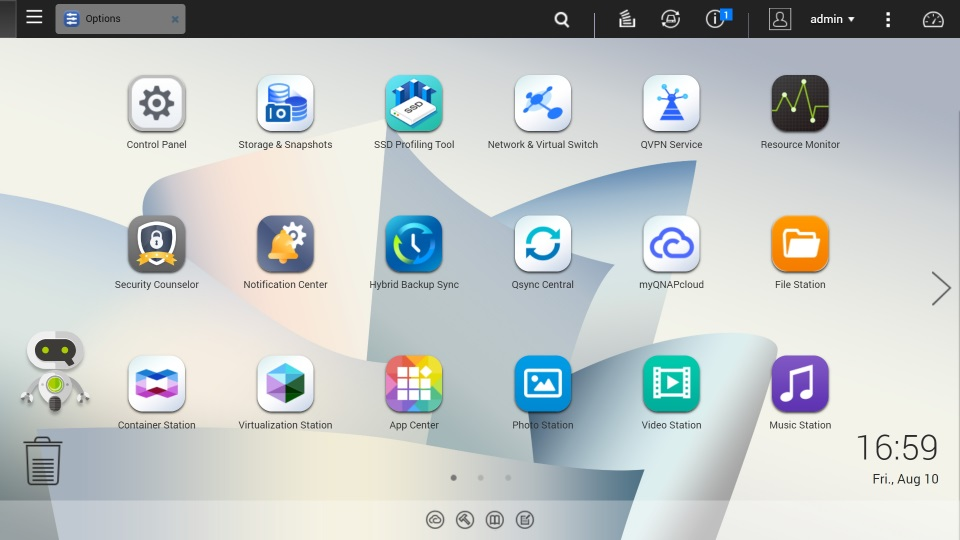 Options
1
admin
Control Panel
Storage & Snapshots
SSD
SSD Profiling Tool
Network & Virtual Switch
QVPN Service
Resource Monitor
Security Counselor
Notification Center
Hybrid Backup Sync
Qsync Central
myQNAPcloud
File Station
Container Station
Virtualization Station
App Center
Photo Station
Video Station
Music Station
16:59
Fri., Aug 10